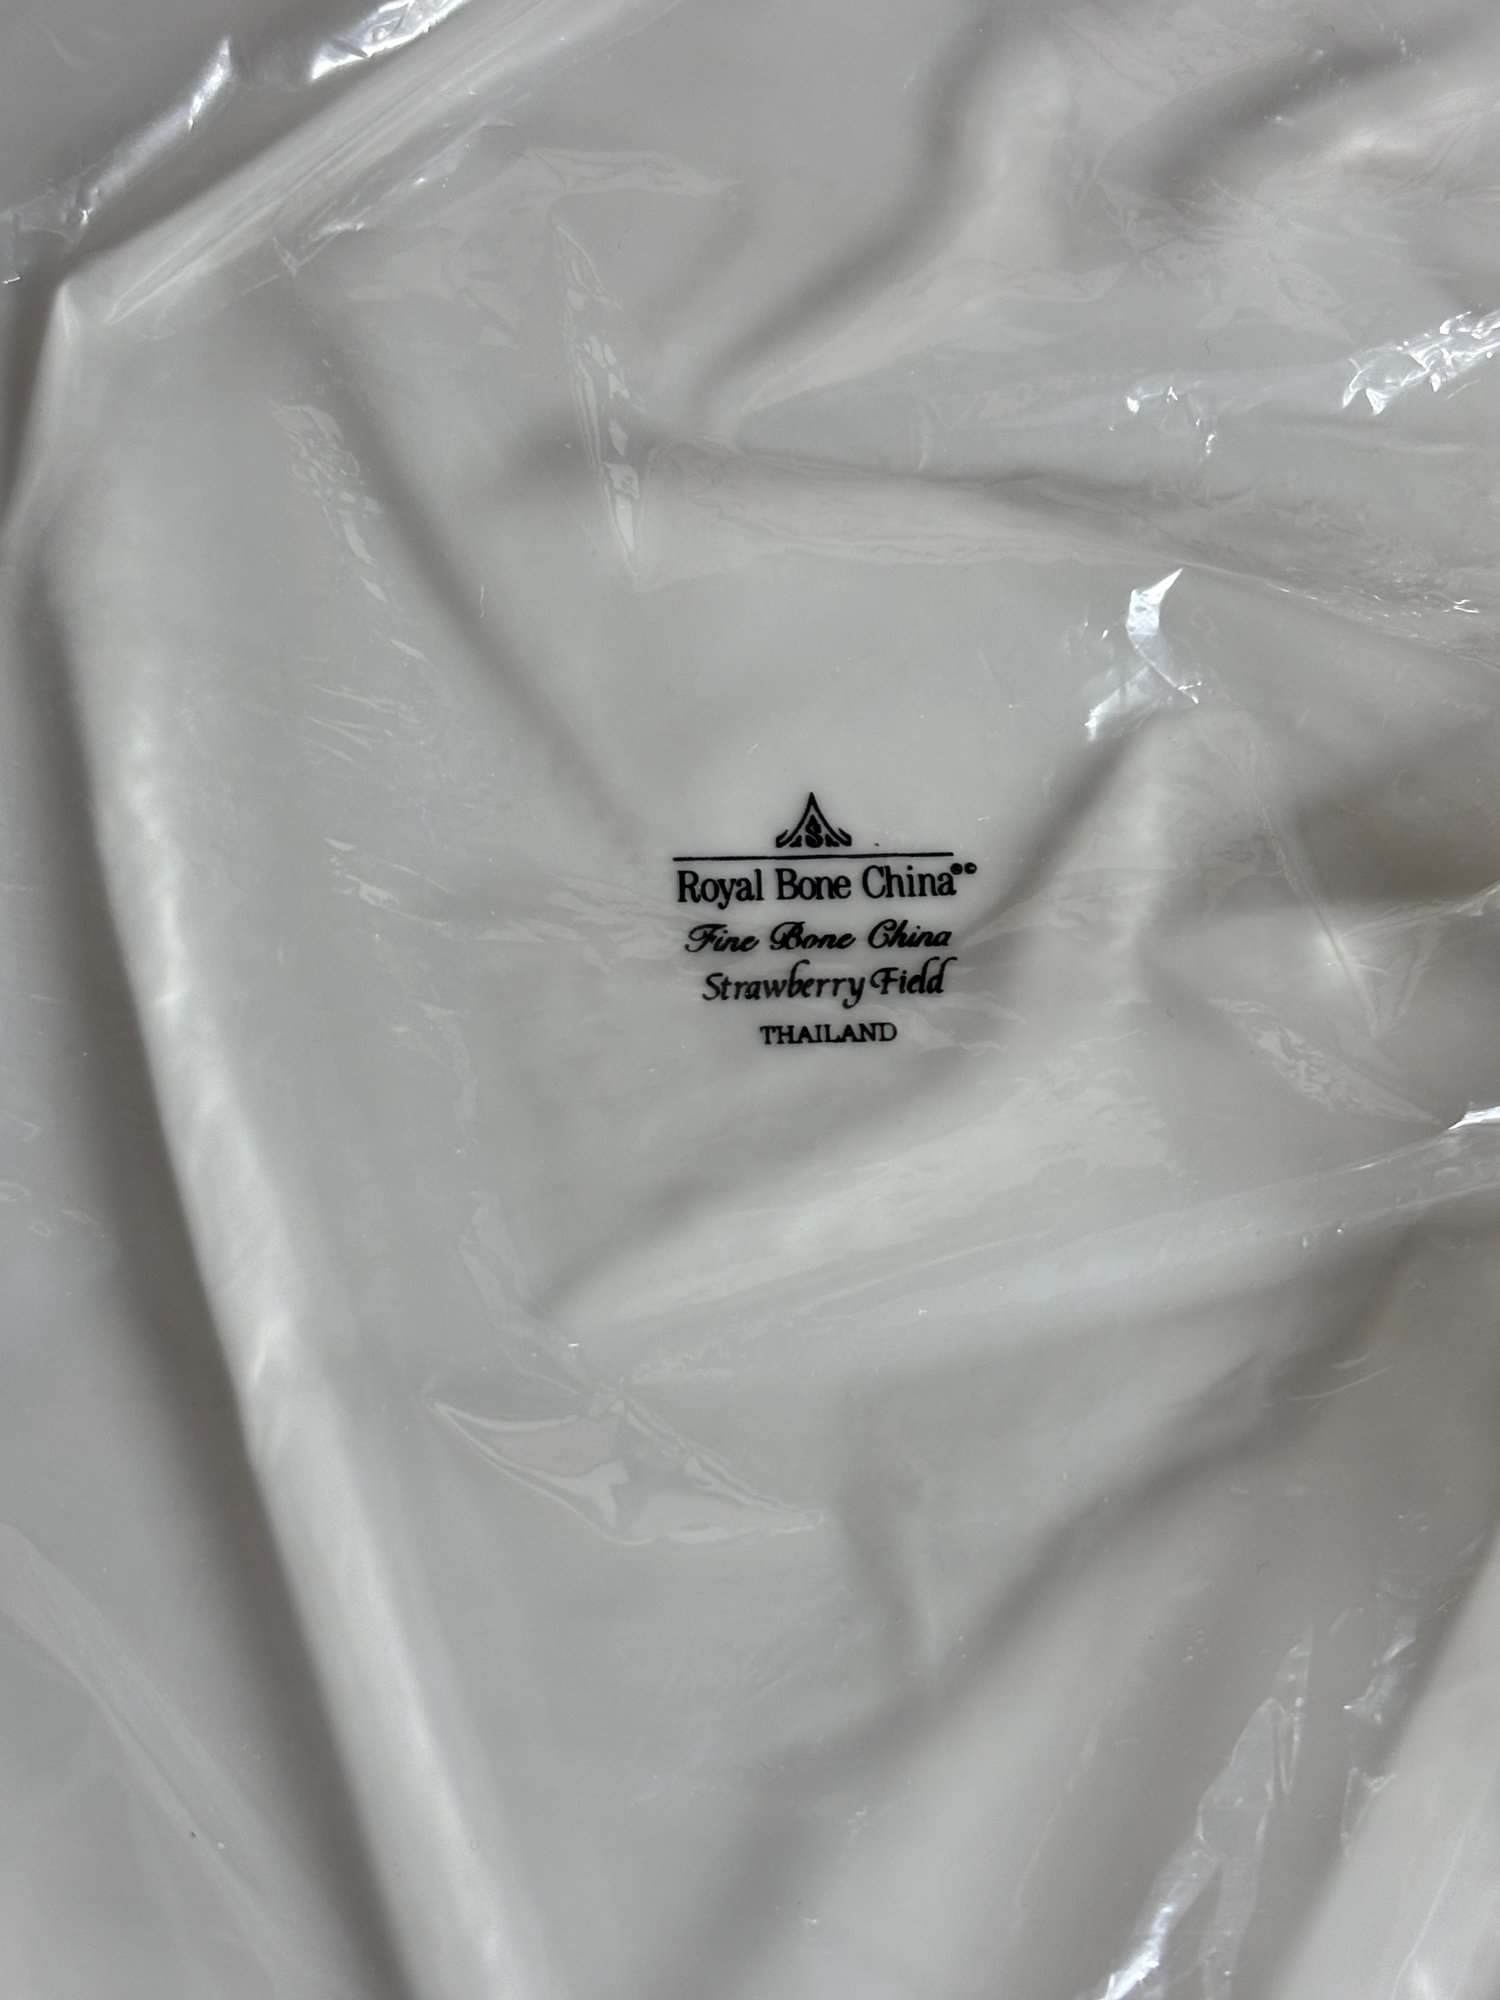 Royal Bone China®©
Fine Bone China
Strawberry Field
THAILAND